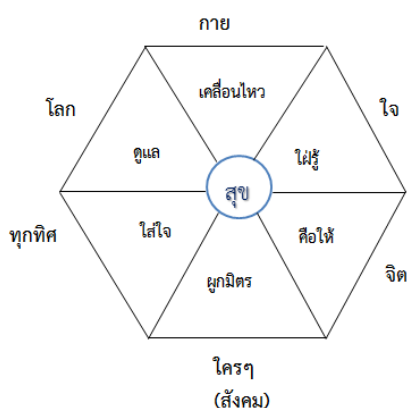 กาย
เคลื่อนไหว
โลก
ใจ
ดูแล
ใฝ่รู้
สุข
ทุกทิศ
ใส่ใจ
คือให้
จิต
ผูกมิตร
ใครๆ
(สังคม)